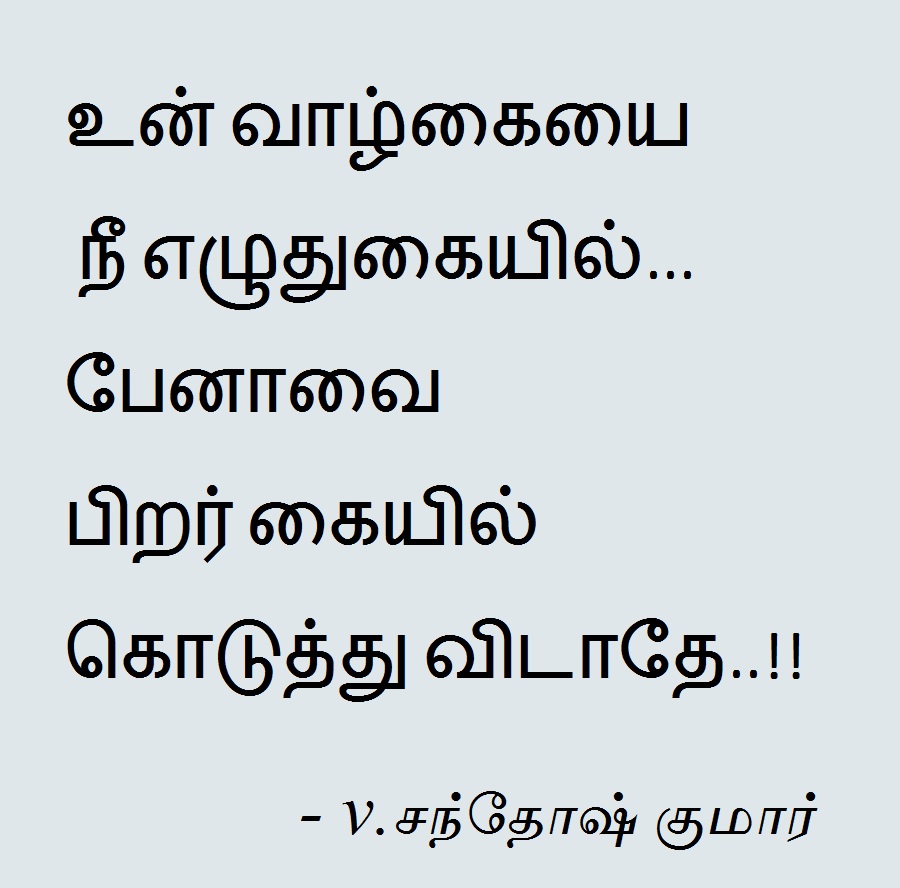 உன் வாழ்கையை
நீ எழுதுகையில்...
பேனாவை
பிறர் கையில்
கொடுத்து விடாதே..!!
- v.சந்தோஷ் குமார்